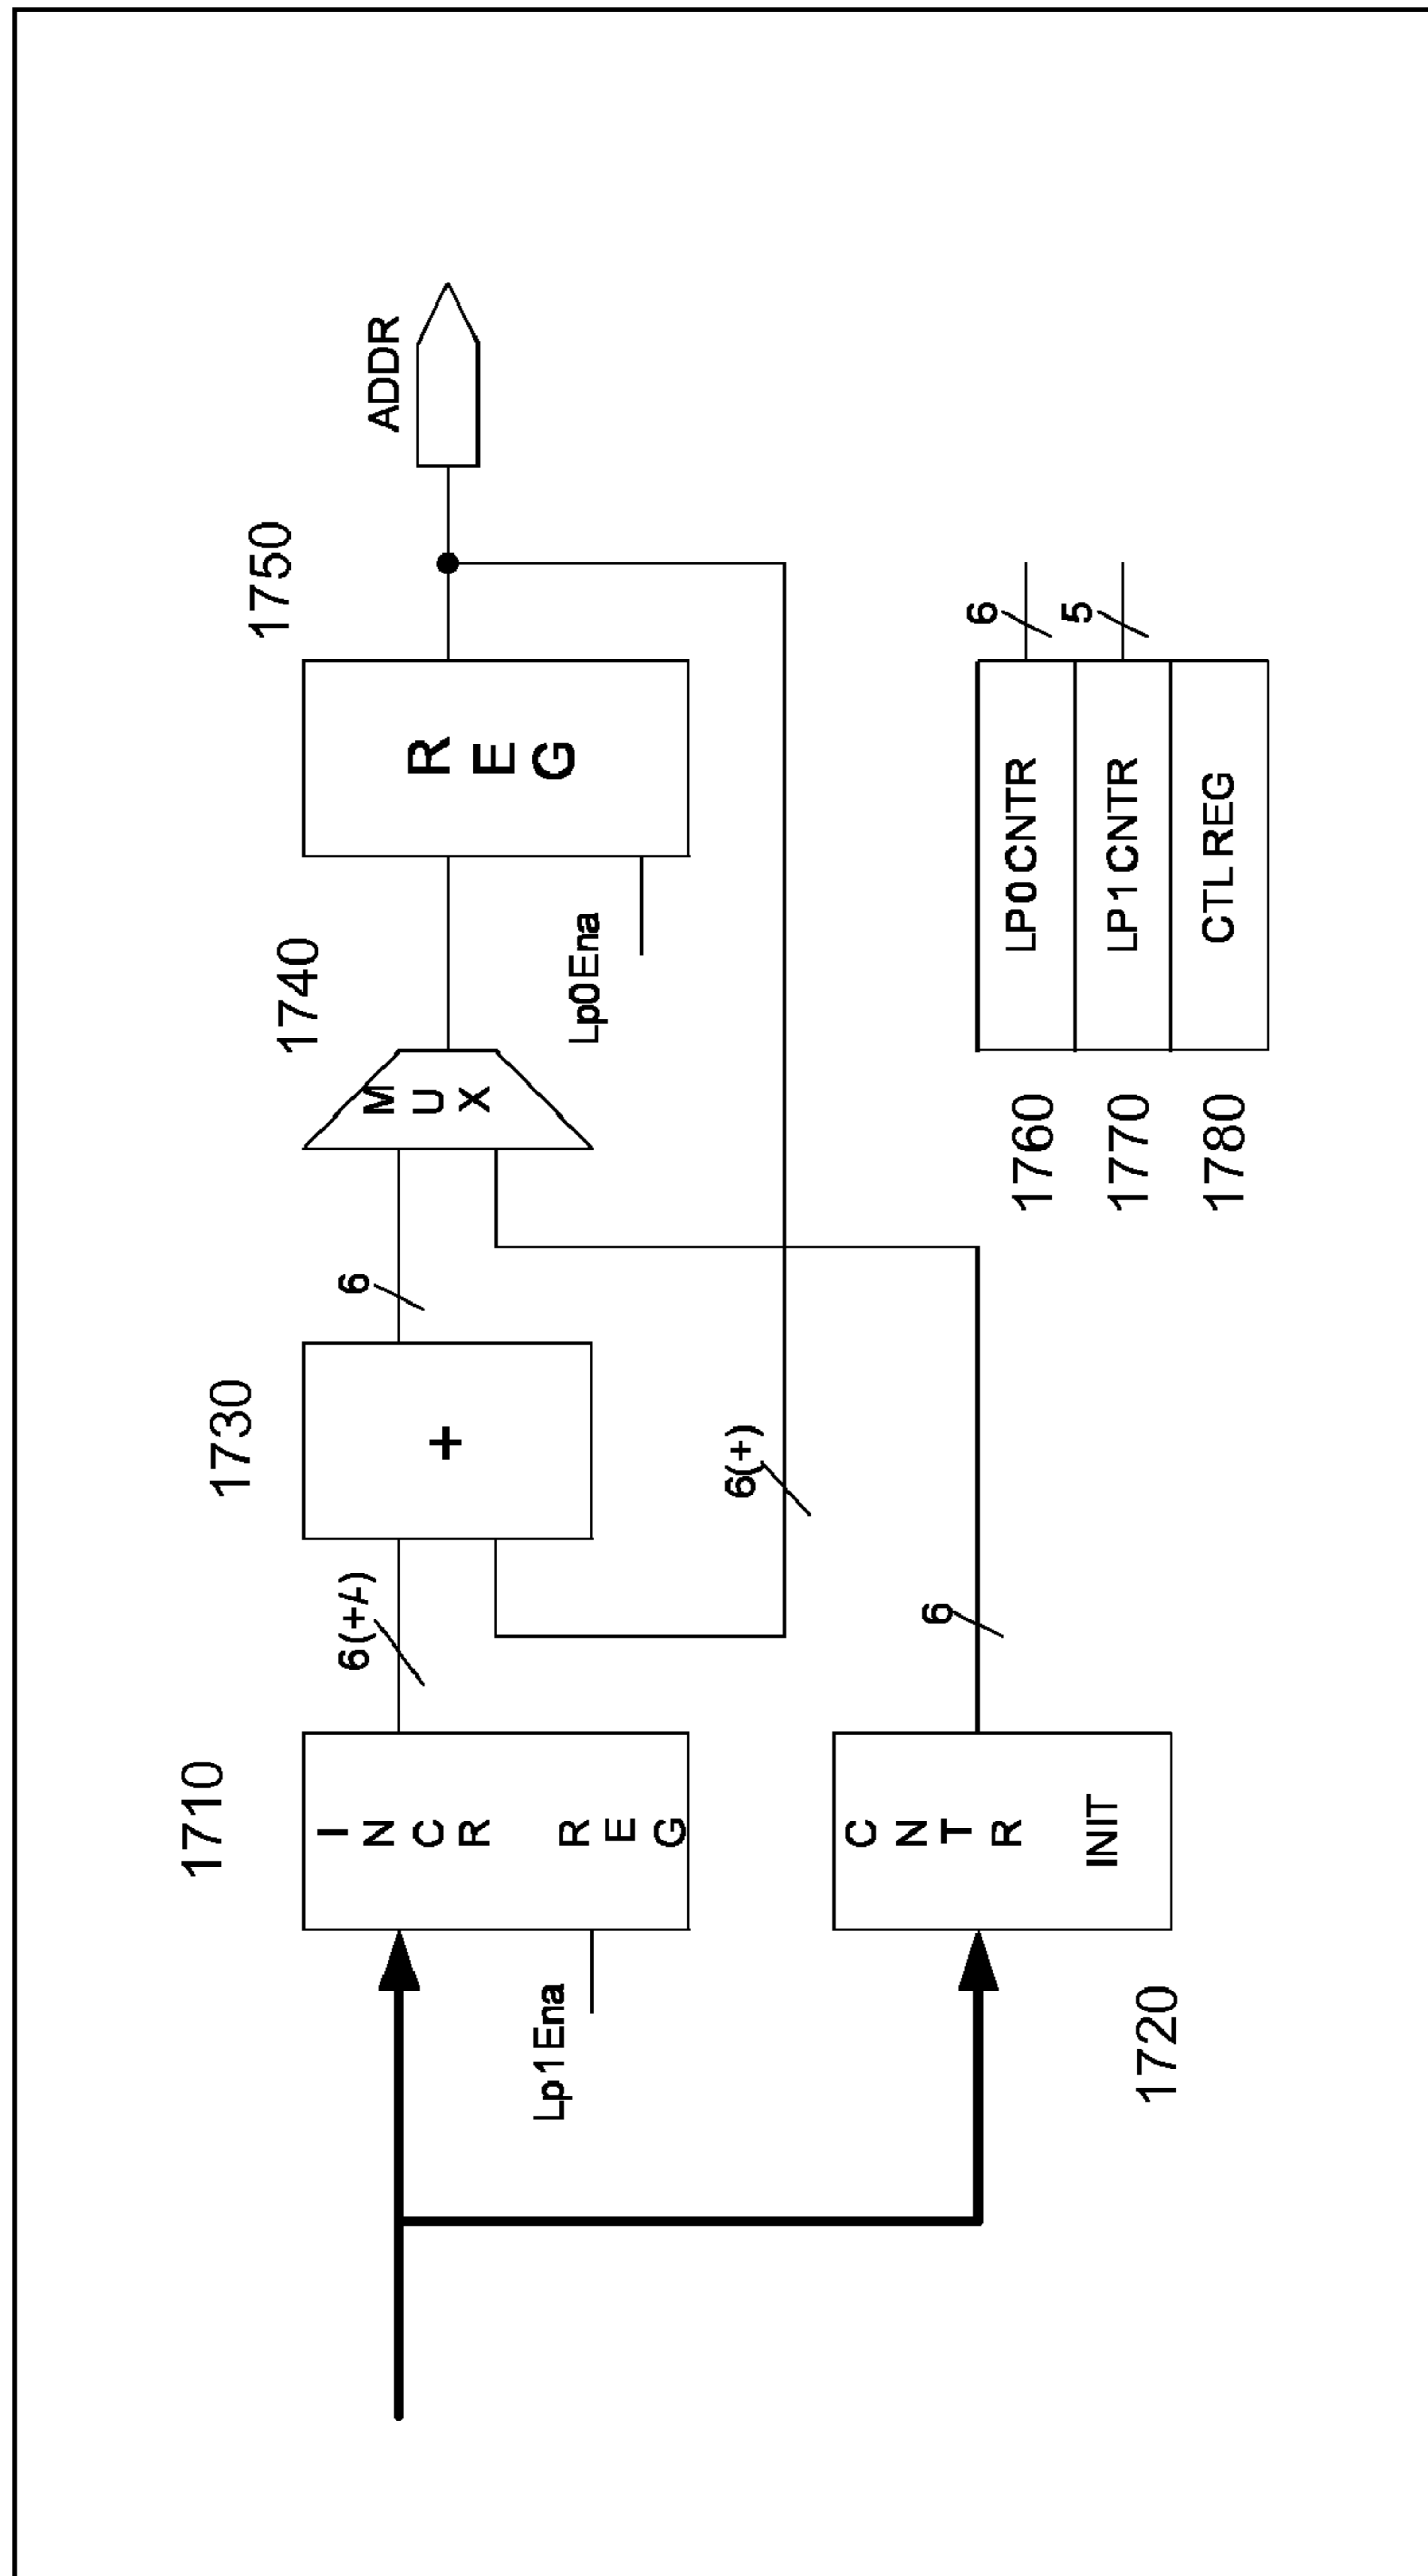 1710
INCR REG
Lp1Ena
6(+/-)
1730
+
6
1740
MUX
1750
REG
Lp0Ena
ADDR
6(+)
1720
CNTR INIT
6
1760
LP0 CNTR
6
1770
LP1 CNTR
5
1780
CTL REG